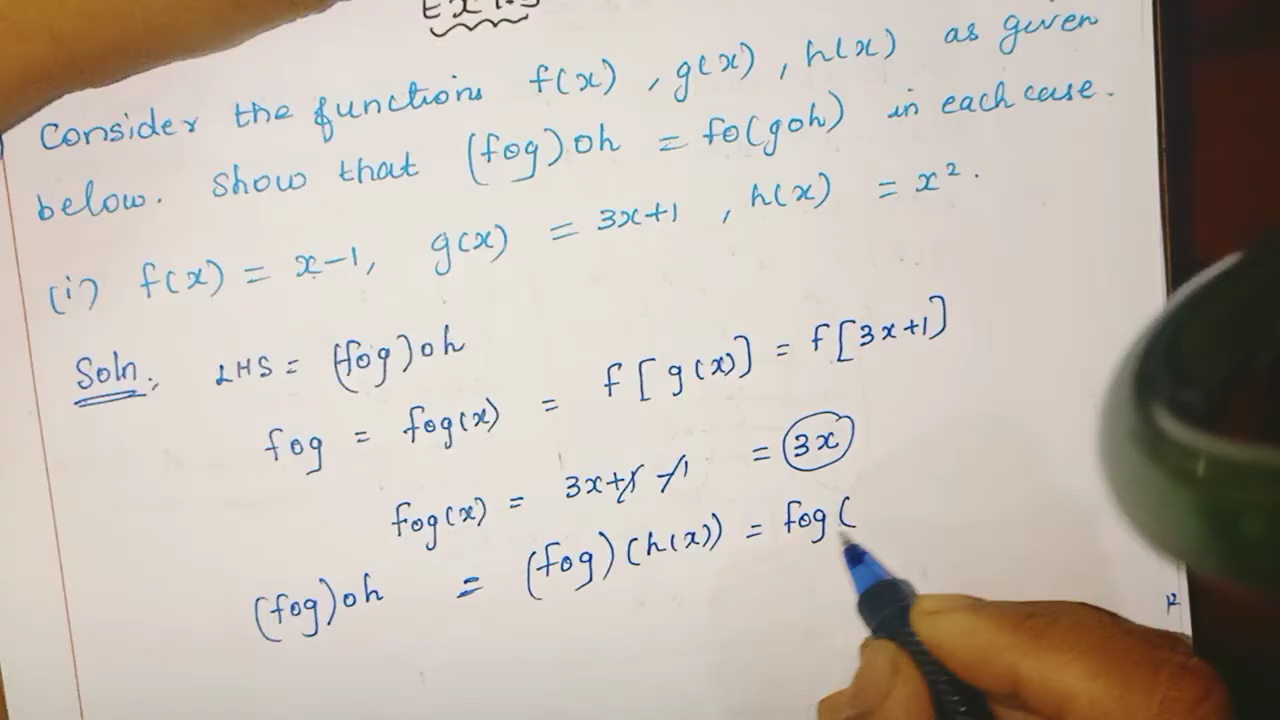 Consider the functions f(x), g(x), h(x) as given
below. Show that (fog)oh = fo(goh) in each case.
(i) f(x) = x-1, g(x) = 3x+1, h(x) = x².
Soln; LHS = (fog)oh
fog = fog(x) = f[g(x)] = f[3x+1]
fog(x) = 3x+1-1 = 3x
(fog)oh = (fog)(h(x)) = fog(